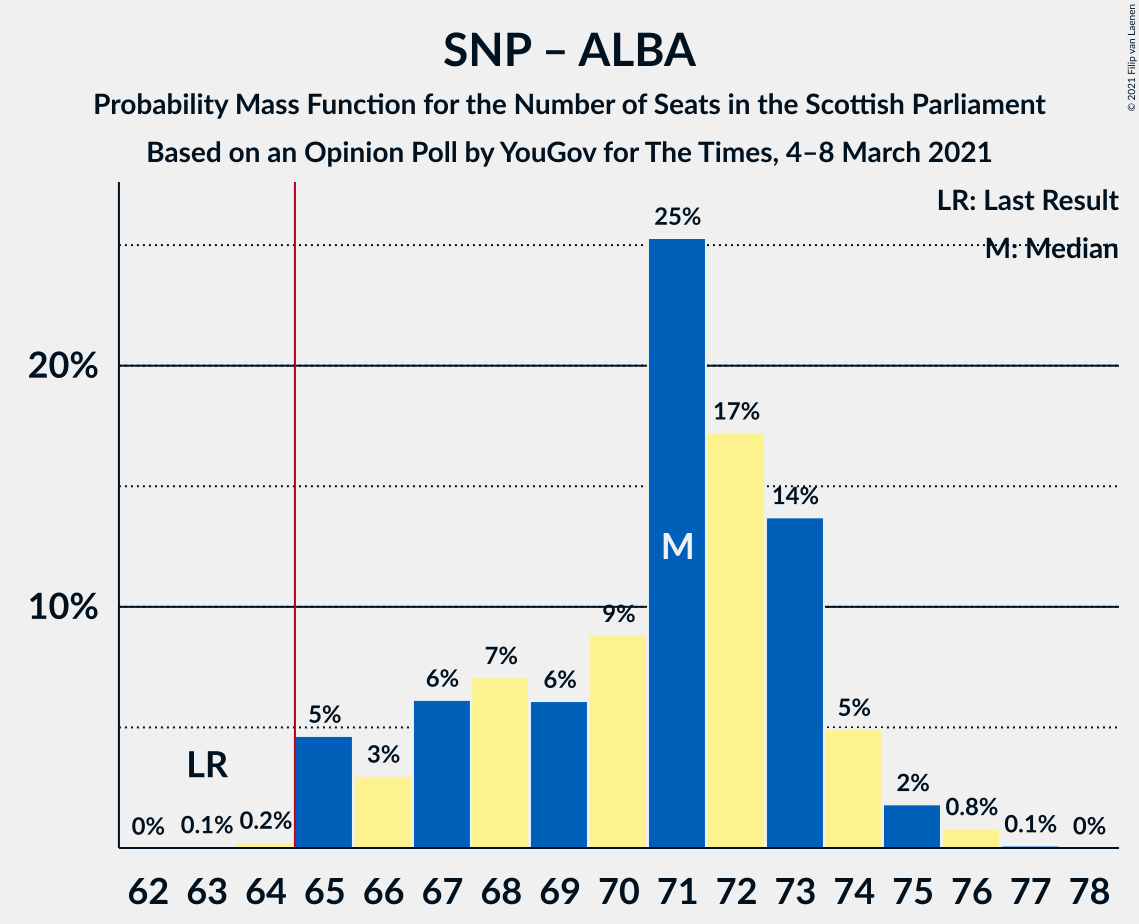 SNP – ALBA
Probability Mass Function for the Number of Seats in the Scottish Parliament
Based on an Opinion Poll by YouGov for The Times, 4–8 March 2021
© 2021 Filip van Laenen
LR: Last Result
M: Median
25%
20%
17%
14%
M
10%
9%
7%
6%
6%
5%
5%
3%
LR
2%
0%
0.1%
0.2%
0.8%
0.1%
0%
62 63 64 65 66 67 68 69 70 71 72 73 74 75 76 77 78